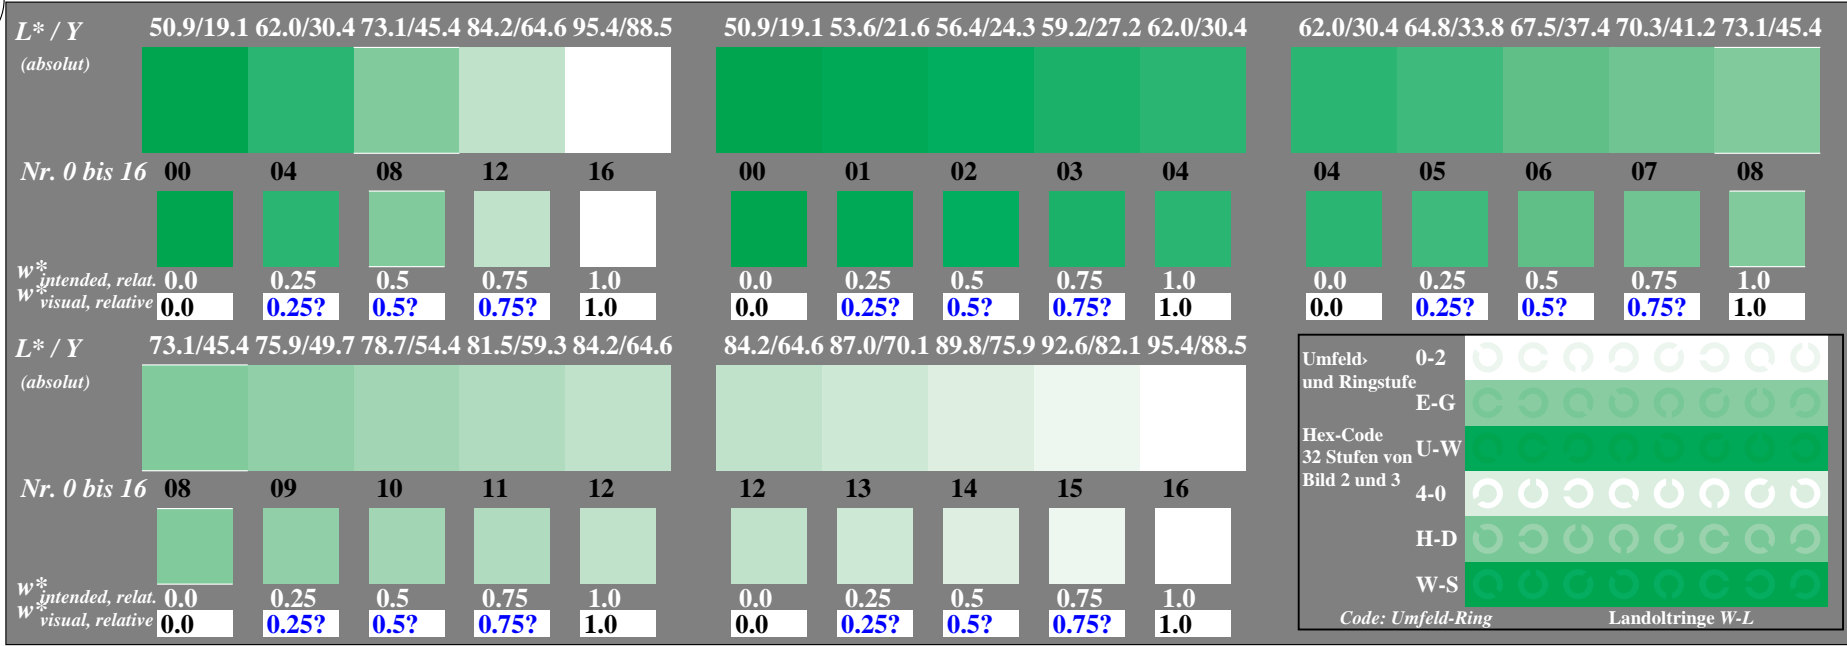 L* / Y 50.9/19.1 62.0/30.4 73.1/45.4 84.2/64.6 95.4/88.5 50.9/19.1 53.6/21.6 56.4/24.3 59.2/27.2 62.0/30.4 62.0/30.4 64.8/33.8 67.5/37.4 70.3/41.2 73.1/45.4
(absolut)
Nr. 0 bis 16 00 04 08 12 16 00 01 02 03 04 04 05 06 07 08
w*intended, relat. 0.0 0.25 0.5 0.75 1.0 0.0 0.25 0.5 0.75 1.0 0.0 0.25 0.5 0.75 1.0
w*visual, relative 0.0 0.25? 0.5? 0.75? 1.0 0.0 0.25? 0.5? 0.75? 1.0 0.0 0.25? 0.5? 0.75? 1.0
L* / Y 73.1/45.4 75.9/49.7 78.7/54.4 81.5/59.3 84.2/64.6 84.2/64.6 87.0/70.1 89.8/75.9 92.6/82.1 95.4/88.5
(absolut)
Nr. 0 bis 16 08 09 10 11 12 12 13 14 15 16
w*intended, relat. 0.0 0.25 0.5 0.75 1.0 0.0 0.25 0.5 0.75 1.0
w*visual, relative 0.0 0.25? 0.5? 0.75? 1.0 0.0 0.25? 0.5? 0.75? 1.0
Umfeld› 0-2
und Ringstufe
E-G
Hex-Code
U-W
32 Stufen von
Bild 2 und 3
4-0
H-D
W-S
Code: Umfeld-Ring Landoltringe W-L